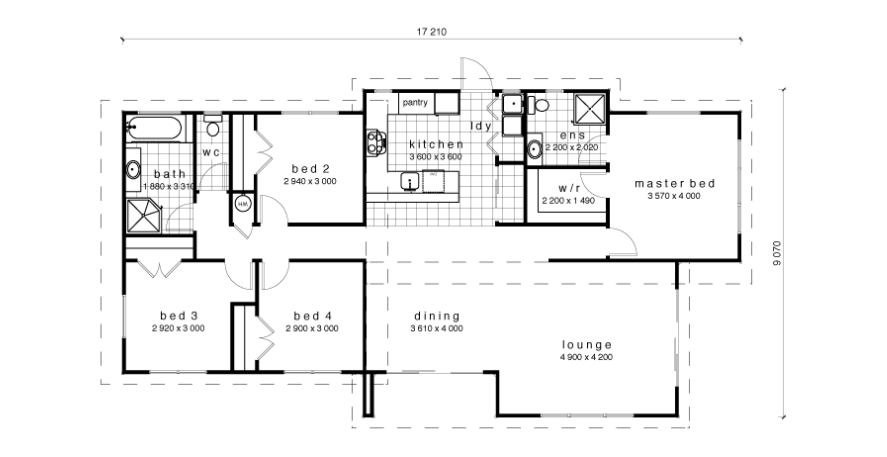 17 210
pantry
ldy
kitchen
3 600 x 3 600
ens
2 200 x 2,020
wc
bath
1 880 x 3 310
bed 2
2 940 x 3 000
w/r
2 200 x 1 490
master bed
3 570 x 4 000
HW
9 070
bed 3
2 920 x 3 000
bed 4
2 900 x 3 000
dining
3 610 x 4 000
lounge
4 900 x 4 200